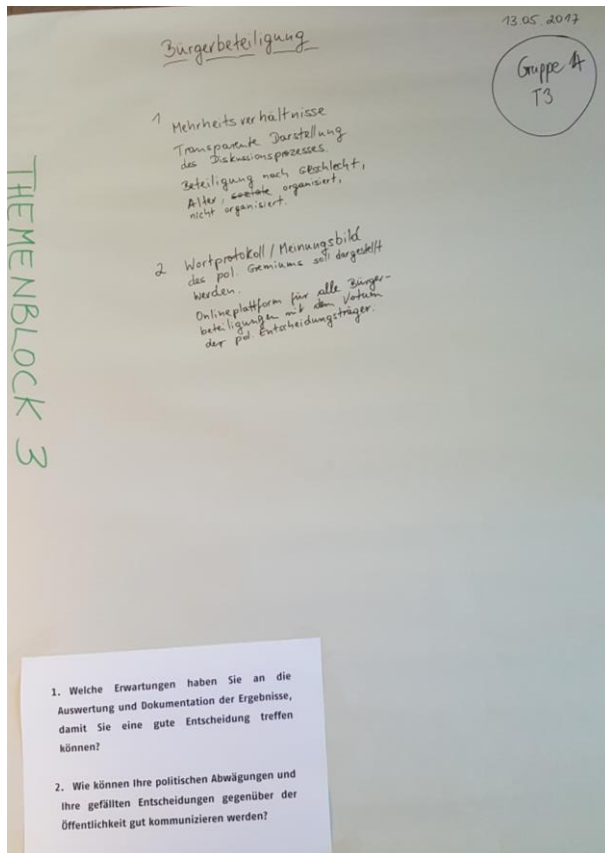 Bürgerbeteiligung
13.05.2017
Gruppe 4
T3
THEMENBLOCK 3
1 Mehrheitsverhältnisse
Transparente Darstellung
des Diskussionsprozesses.
Beteiligung nach Geschlecht,
Alter, soziale organisiert,
nicht organisiert.
2 Wortprotokoll / Meinungsbild
des pol. Gremiums soll dargestellt
werden.
Onlineplattform für alle Bürger-
beteiligungen mit dem Votum
der pol. Entscheidungsträger.
1. Welche Erwartungen haben Sie an die
Auswertung und Dokumentation der Ergebnisse,
damit Sie eine gute Entscheidung treffen
können?
2. Wie können Ihre politischen Abwägungen und
Ihre gefällten Entscheidungen gegenüber der
Öffentlichkeit gut kommunizieren werden?